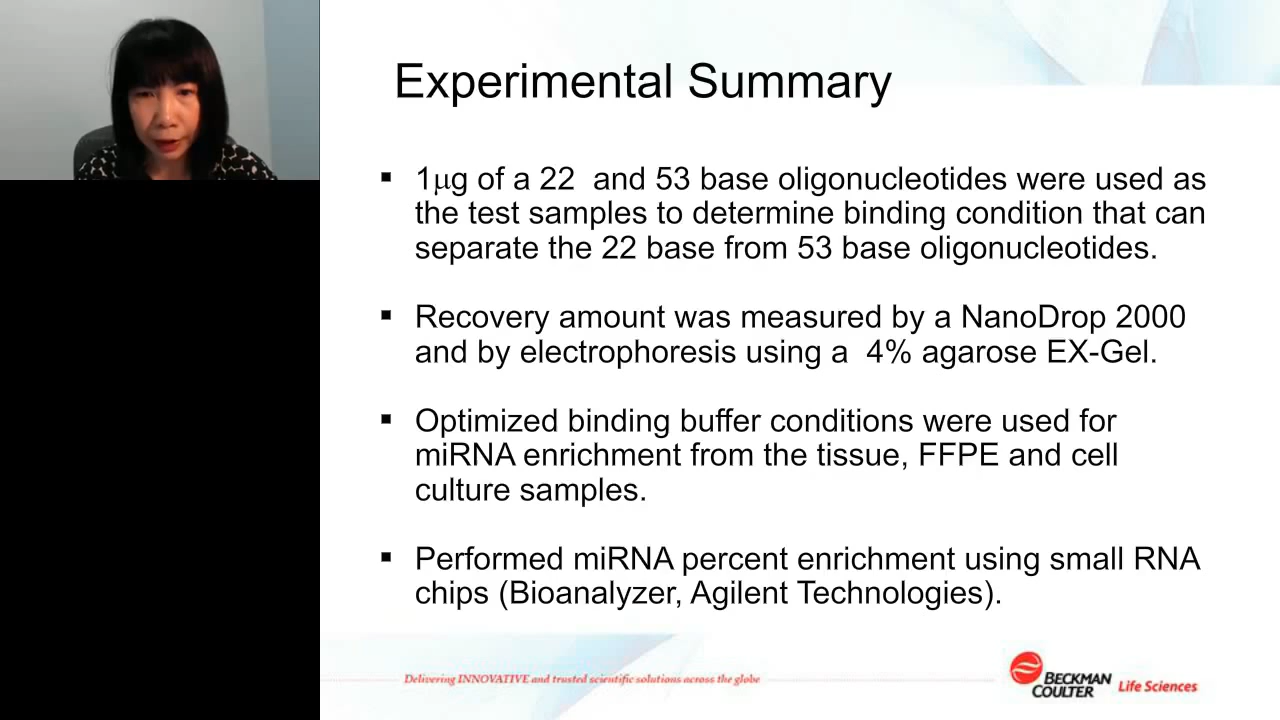 Experimental Summary
▪ 1μg of a 22 and 53 base oligonucleotides were used as
the test samples to determine binding condition that can
separate the 22 base from 53 base oligonucleotides.
▪ Recovery amount was measured by a NanoDrop 2000
and by electrophoresis using a 4% agarose EX-Gel.
▪ Optimized binding buffer conditions were used for
miRNA enrichment from the tissue, FFPE and cell
culture samples.
▪ Performed miRNA percent enrichment using small RNA
chips (Bioanalyzer, Agilent Technologies).
Delivering INNOVATIVE and trusted scientific solutions across the globe
BECKMAN
COULTER Life Sciences